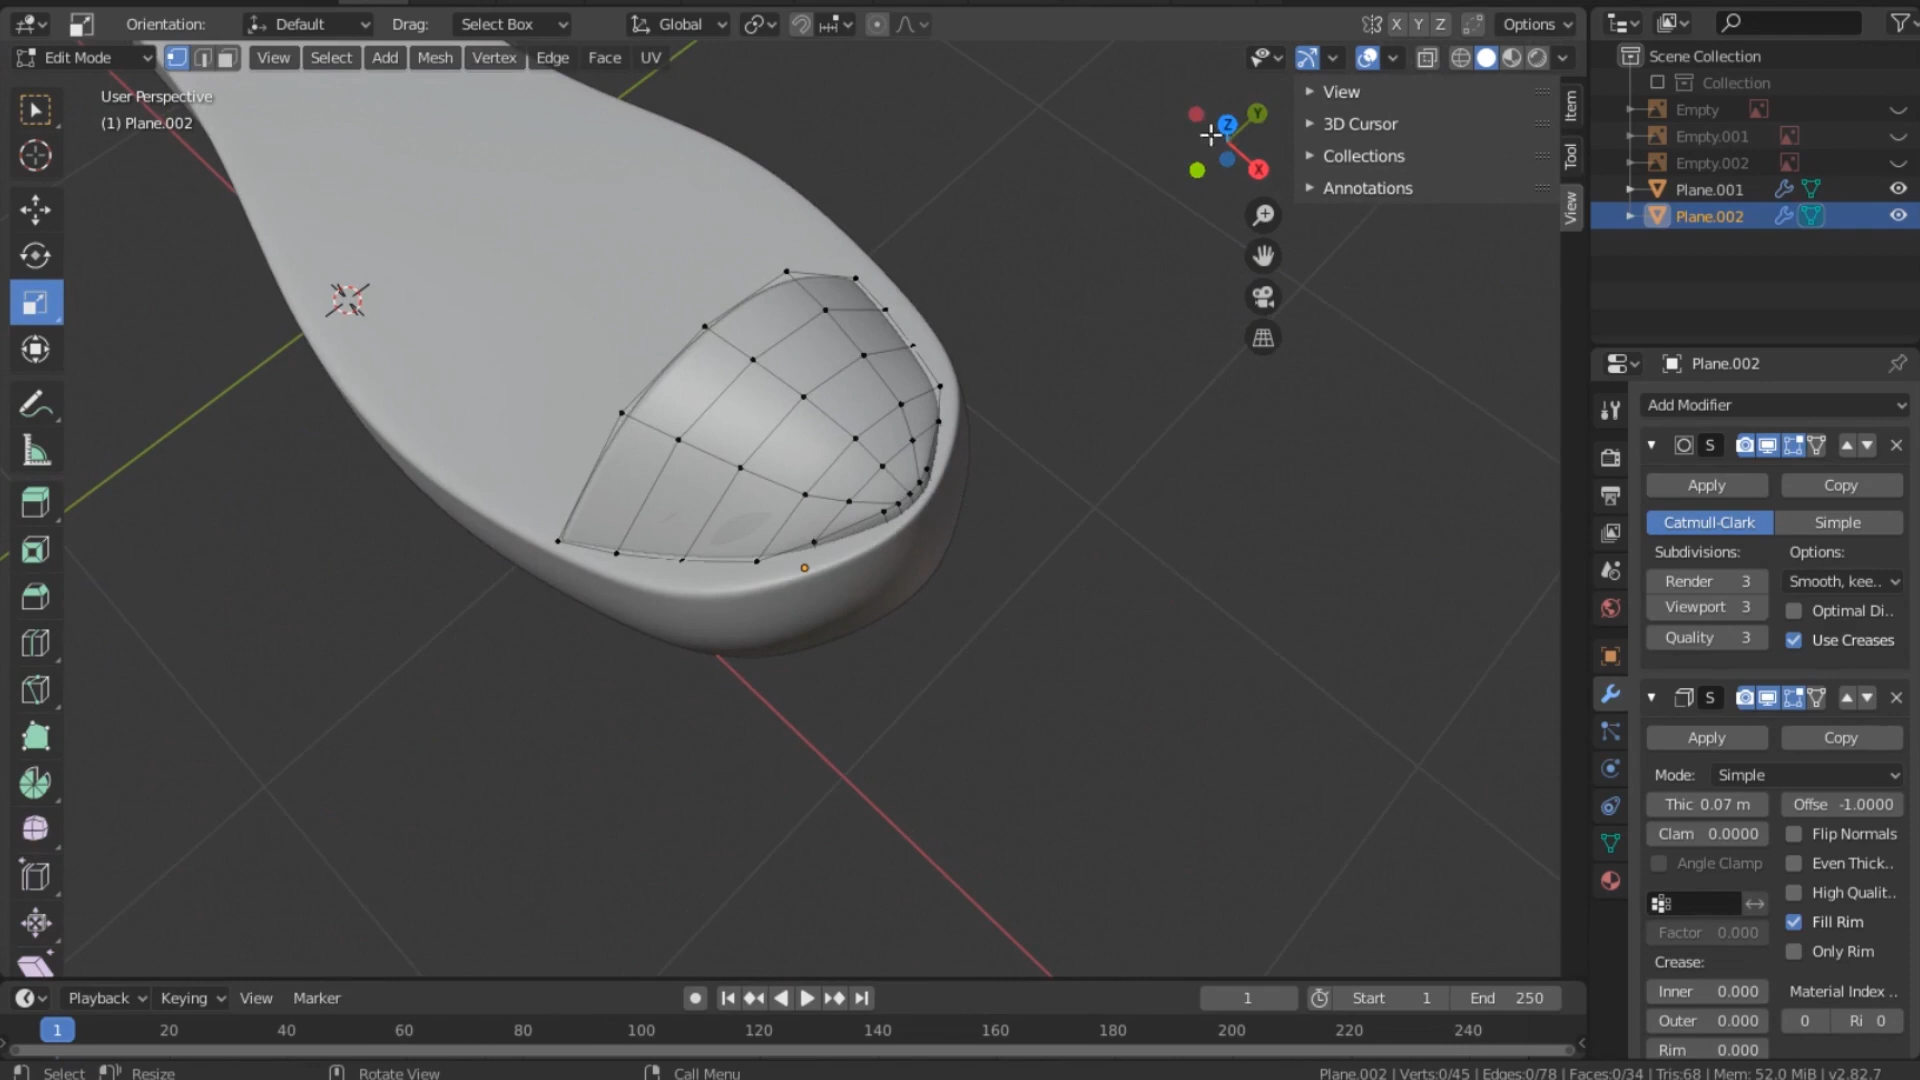 Orientation: Default Drag: Select Box Global X Y Z Options
Edit Mode View Select Add Mesh Vertex Edge Face UV
User Perspective
(1) Plane.002
Z Y X
View
3D Cursor
Collections
Annotations
Item
Tool
View
Scene Collection
Collection
Empty
Empty.001
Empty.002
Plane.001
Plane.002
Plane.002
Add Modifier
S
Apply Copy
Catmull-Clark Simple
Subdivisions: Options:
Render 3 Smooth, kee..
Viewport 3 Optimal Di..
Quality 3 Use Creases
S
Apply Copy
Mode: Simple
Thic 0.07 m Offse -1.0000
Clam 0.0000 Flip Normals
Angle Clamp Even Thick..
High Qualit..
Fill Rim
Factor 0.000 Only Rim
Crease:
Inner 0.000 Material Index ..
Outer 0.000 0 Ri 0
Rim 0.000
Playback Keying View Marker 1 Start 1 End 250
1 20 40 60 80 100 120 140 160 180 200 220 240
Select Resize Rotate View Call Menu Plane.002 | Verts:0/45 | Edges:0/78 | Faces:0/34 | Tris:68 | Mem: 52.0 MiB | v2.82.7